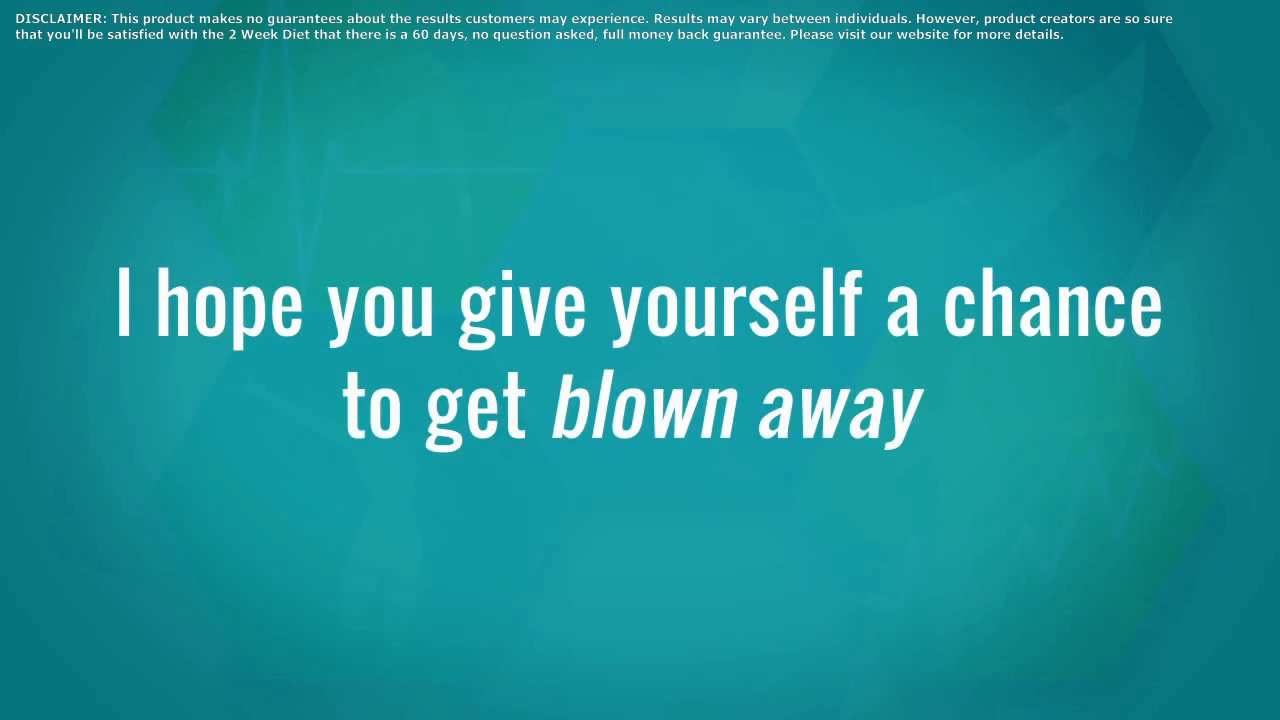 DISCLAIMER: This product makes no guarantees about the results customers may experience. Results may vary between individuals. However, product creators are so sure
that you'll be satisfied with the 2 Week Diet that there is a 60 days, no question asked, full money back guarantee. Please visit our website for more details.
I hope you give yourself a chance
to get blown away